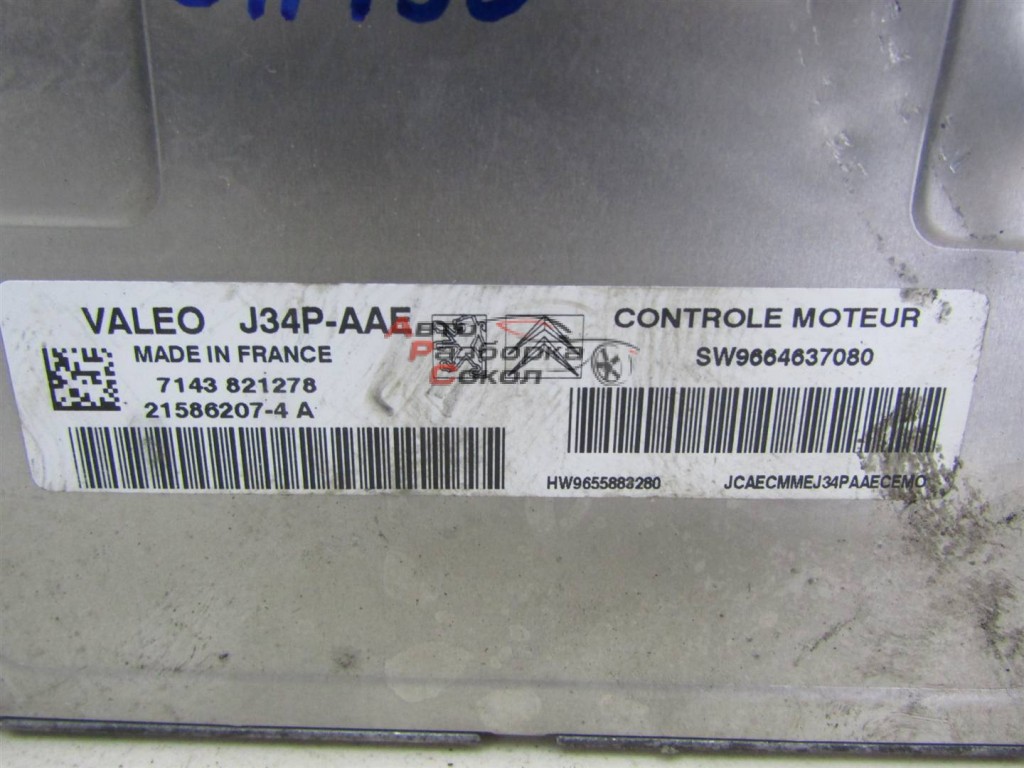 VALEO J34P-AAE
MADE IN FRANCE
7143 821278
21586207-4 A
CONTROLE MOTEUR
SW9664637080
HW9655883280
JCAECMMEJ34PAAECEMO
Авто
Разборка
Сокол